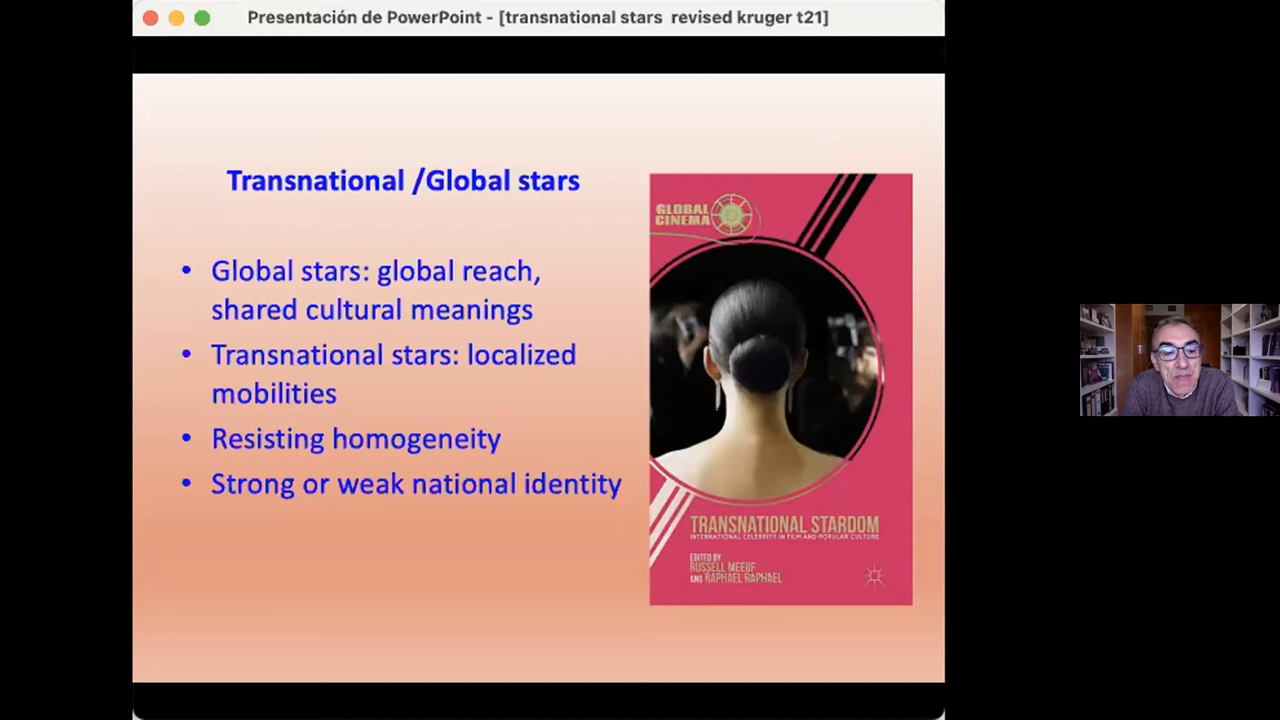 Presentación de PowerPoint - [transnational stars  revised kruger t21]
Transnational /Global stars
• Global stars: global reach,
shared cultural meanings
• Transnational stars: localized
mobilities
• Resisting homogeneity
• Strong or weak national identity
GLOBAL
CINEMA
TRANSNATIONAL STARDOM
INTERNATIONAL CELEBRITY IN FILM AND POPULAR CULTURE
EDITED BY
RUSSELL MEEUF
AND RAPHAEL RAPHAEL